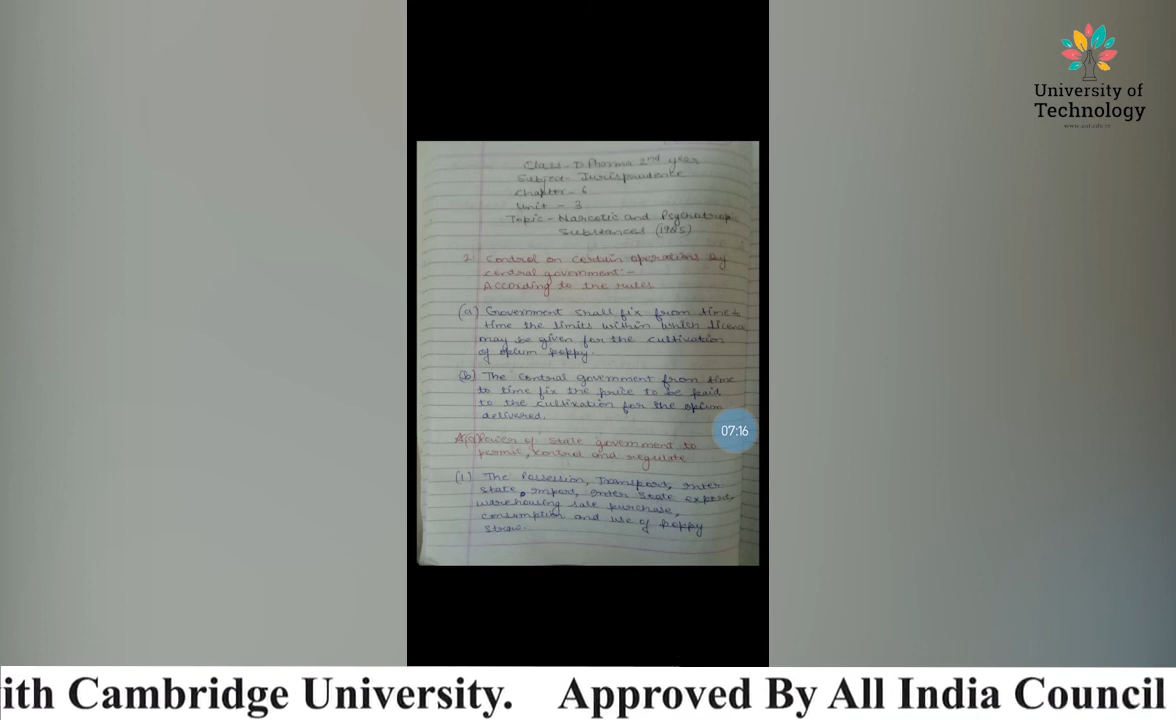 University of
Technology
Class - D. Pharma 2nd year
Subject - Jurisprudence
Chapter - 6
Unit - 3
Topic - Narcotic and Psychotropic
Substances (1985)
2 Control on certain operations by
central government:-
According to the rules
(a) Government shall fix from time to
time the limits within which licence
may be given for the cultivation
of opium poppy.
(b) The central government from time
to time fix the price to be paid
to the cultivation for the opium
delivered.
07:16
Power of state government to
permit, control and regulate
(1) The Possession, Transport, inter
state import, inter state export,
warehousing sale purchase,
consumption and use of poppy
straw.
ith Cambridge University. Approved By All India Council